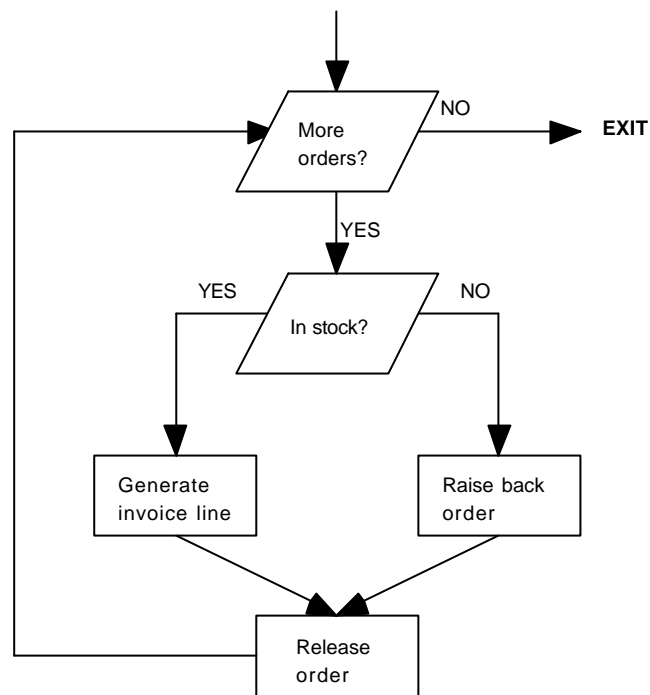 NO
More
orders?
EXIT
YES
YES
NO
In stock?
Generate
invoice line
Raise back
order
Release
order